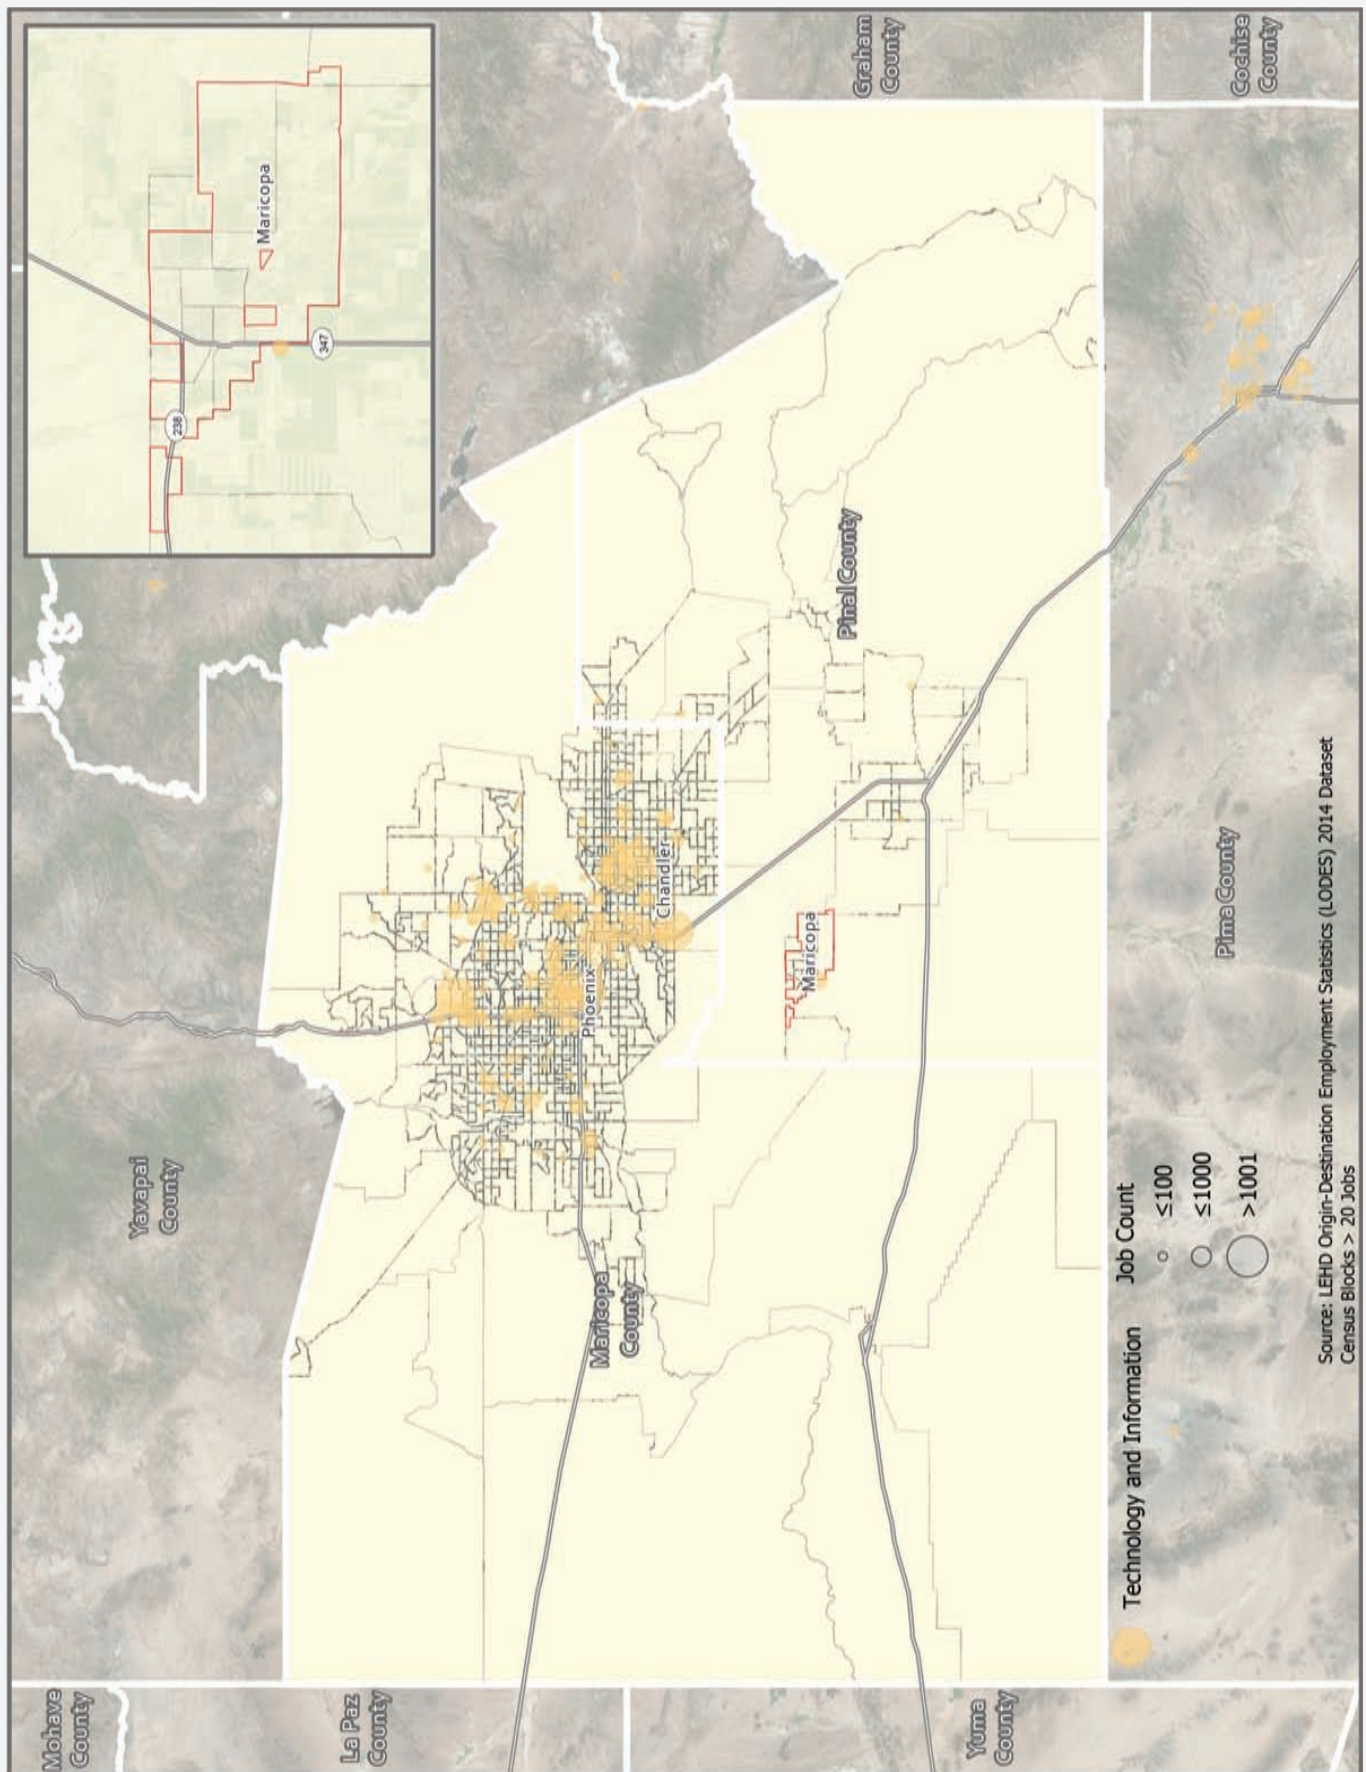 Mohave
County
La Paz
County
Yuma
County
Yavapai
County
Graham
County
Cochise
County
Maricopa
238
347
Phoenix
Chandler
Maricopa
County
Maricopa
Pinal County
Pima County
Technology and Information
Job Count
≤100
≤1000
>1001
Source: LEHD Origin-Destination Employment Statistics (LODES) 2014 Dataset
Census Blocks > 20 Jobs